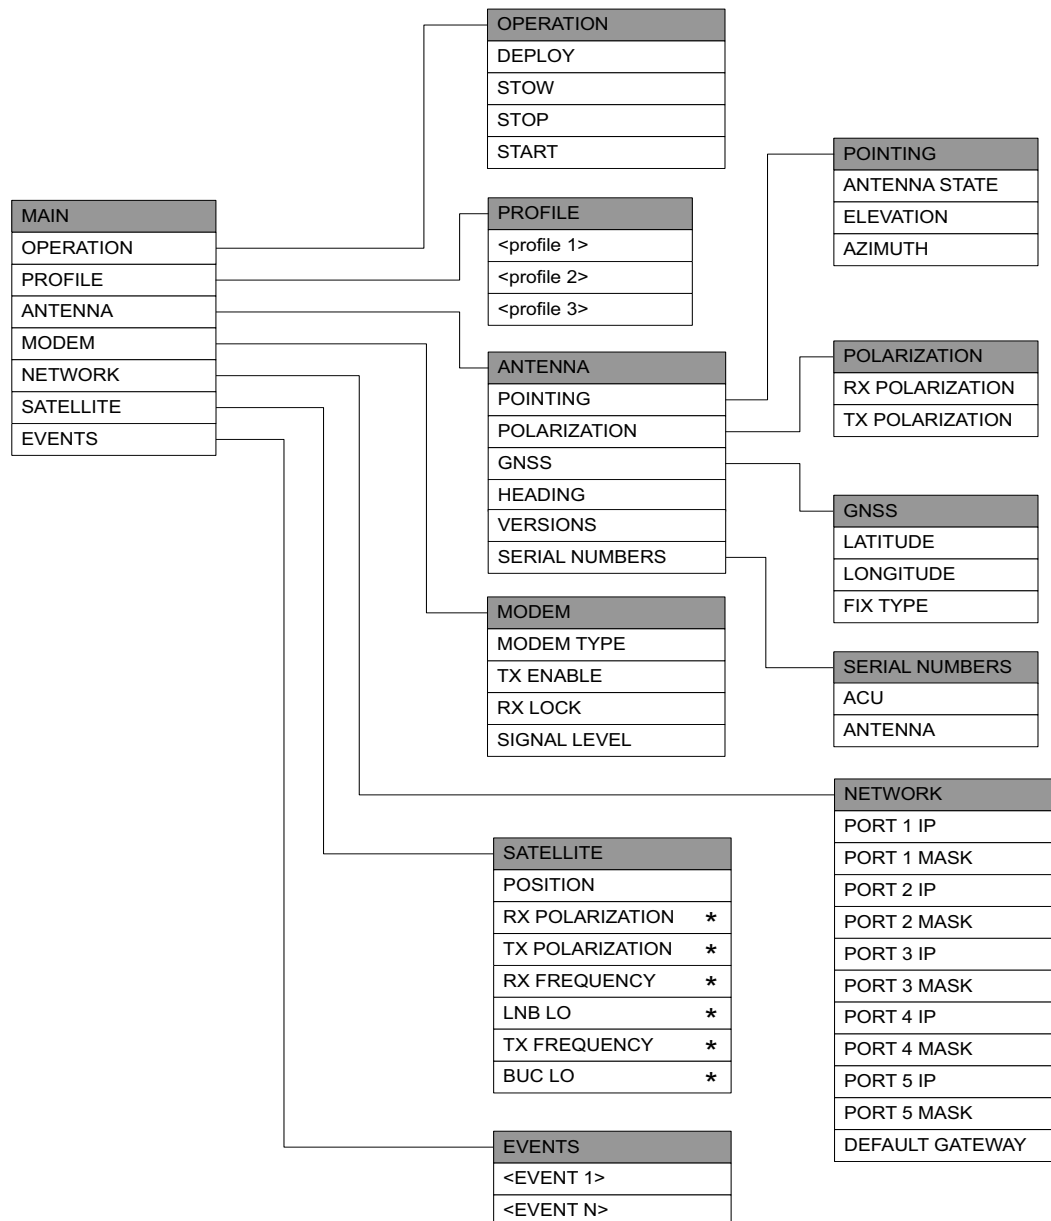 MAIN
OPERATION
PROFILE
ANTENNA
MODEM
NETWORK
SATELLITE
EVENTS
OPERATION
DEPLOY
STOW
STOP
START
PROFILE
<profile 1>
<profile 2>
<profile 3>
ANTENNA
POINTING
POLARIZATION
GNSS
HEADING
VERSIONS
SERIAL NUMBERS
MODEM
MODEM TYPE
TX ENABLE
RX LOCK
SIGNAL LEVEL
SATELLITE
POSITION
RX POLARIZATION *
TX POLARIZATION *
RX FREQUENCY *
LNB LO *
TX FREQUENCY *
BUC LO *
EVENTS
<EVENT 1>
<EVENT N>
POINTING
ANTENNA STATE
ELEVATION
AZIMUTH
POLARIZATION
RX POLARIZATION
TX POLARIZATION
GNSS
LATITUDE
LONGITUDE
FIX TYPE
SERIAL NUMBERS
ACU
ANTENNA
NETWORK
PORT 1 IP
PORT 1 MASK
PORT 2 IP
PORT 2 MASK
PORT 3 IP
PORT 3 MASK
PORT 4 IP
PORT 4 MASK
PORT 5 IP
PORT 5 MASK
DEFAULT GATEWAY